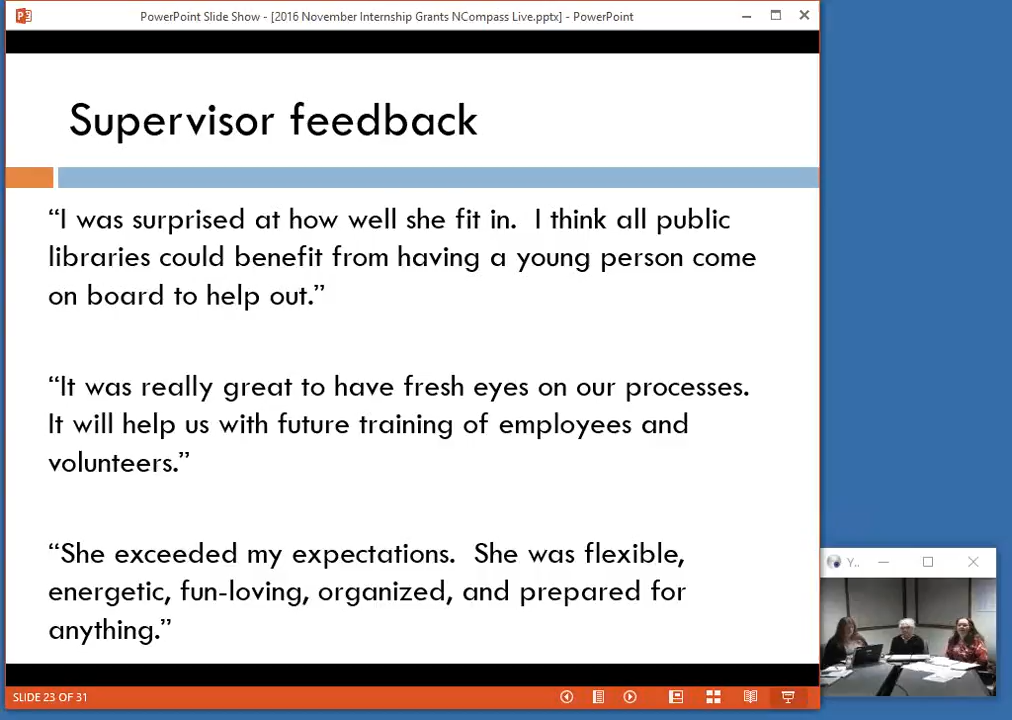 PowerPoint Slide Show - [2016 November Internship Grants NCompass Live.pptx] - PowerPoint
Supervisor feedback
“I was surprised at how well she fit in.  I think all public
libraries could benefit from having a young person come
on board to help out.”
“It was really great to have fresh eyes on our processes.
It will help us with future training of employees and
volunteers.”
“She exceeded my expectations.  She was flexible,
energetic, fun-loving, organized, and prepared for
anything.”
Y..
SLIDE 23 OF 31